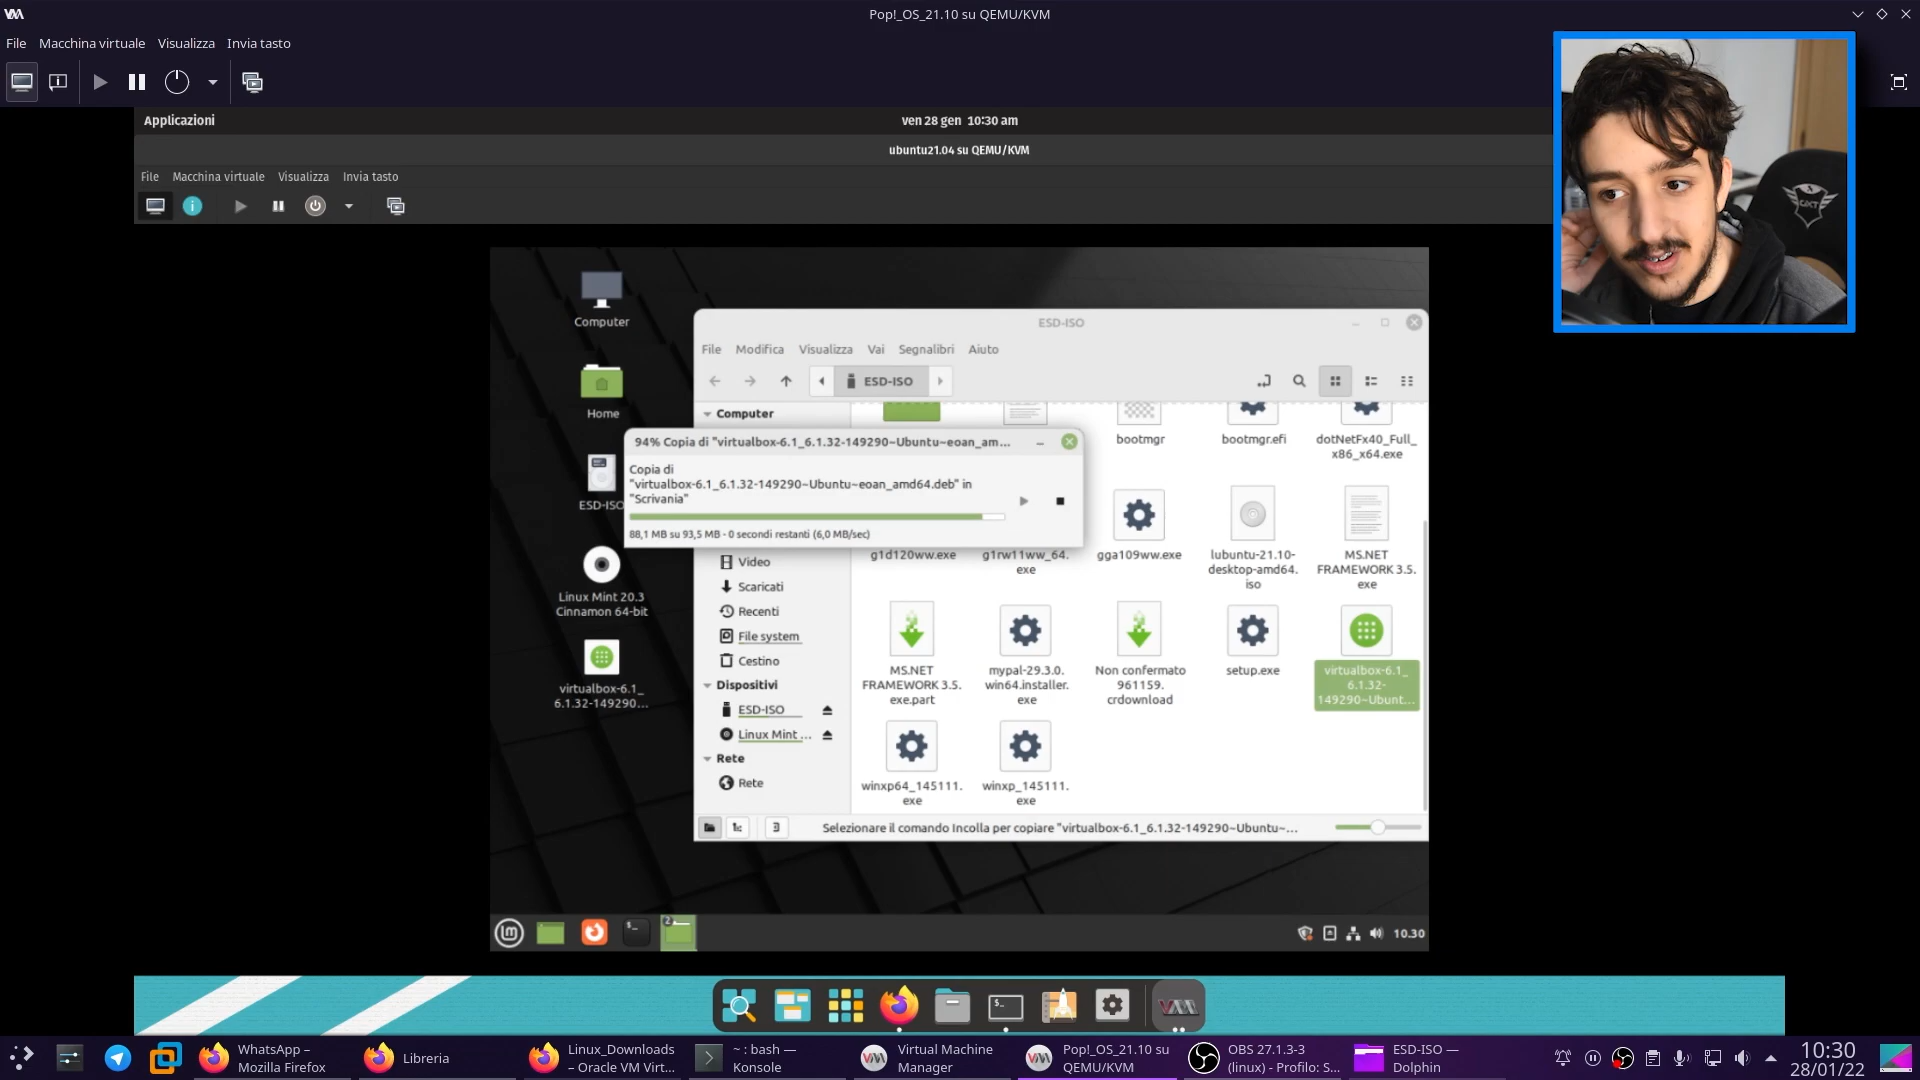 Pop!_OS_21.10 su QEMU/KVM
File Macchina virtuale Visualizza Invia tasto
Applicazioni
ven 28 gen 10:30 am
ubuntu21.04 su QEMU/KVM
File Macchina virtuale Visualizza Invia tasto
Computer
Home
ESD-ISO
Linux Mint 20.3
Cinnamon 64-bit
virtualbox-6.1_
6.1.32-149290...
ESD-ISO
File Modifica Visualizza Vai Segnalibri Aiuto
ESD-ISO
Computer
bootmgr
bootmgr.efi
dotNetFx40_Full_
x86_x64.exe
94% Copia di "virtualbox-6.1_6.1.32-149290~Ubuntu~eoan_am...
Copia di
"virtualbox-6.1_6.1.32-149290~Ubuntu~eoan_amd64.deb" in
"Scrivania"
88,1 MB su 93,5 MB - 0 secondi restanti (6,0 MB/sec)
g1d120ww.exe
g1rw11ww_64.
exe
gga109ww.exe
lubuntu-21.10-
desktop-amd64.
iso
MS.NET
FRAMEWORK 3.5.
exe
Video
Scaricati
Recenti
File system
Cestino
Dispositivi
ESD-ISO
Linux Mint ...
Rete
Rete
MS.NET
FRAMEWORK 3.5.
exe.part
mypal-29.3.0.
win64.installer.
exe
Non confermato
961159.
crdownload
setup.exe
virtualbox-6.1_
6.1.32-
149290~Ubunt...
winxp64_145111.
exe
winxp_145111.
exe
Selezionare il comando Incolla per copiare "virtualbox-6.1_6.1.32-149290~Ubuntu~...
2
10.30
WhatsApp –
Mozilla Firefox
Libreria
Linux_Downloads
– Oracle VM Virt...
~ : bash —
Konsole
Virtual Machine
Manager
Pop!_OS_21.10 su
QEMU/KVM
OBS 27.1.3-3
(linux) - Profilo: S...
ESD-ISO —
Dolphin
10:30
28/01/22